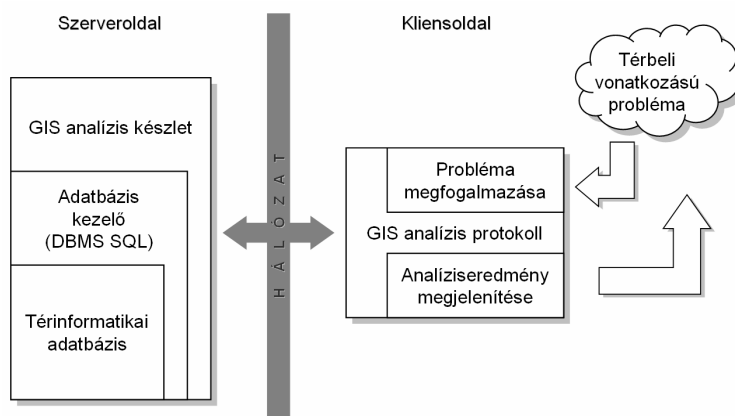 Szerveroldal
GIS analízis készlet
Adatbázis
kezelő
(DBMS SQL)
Térinformatikai
adatbázis
HÁLÓZAT
Kliensoldal
Probléma
megfogalmazása
GIS analízis protokoll
Analíziseredmény
megjelenítése
Térbeli
vonatkozású
probléma